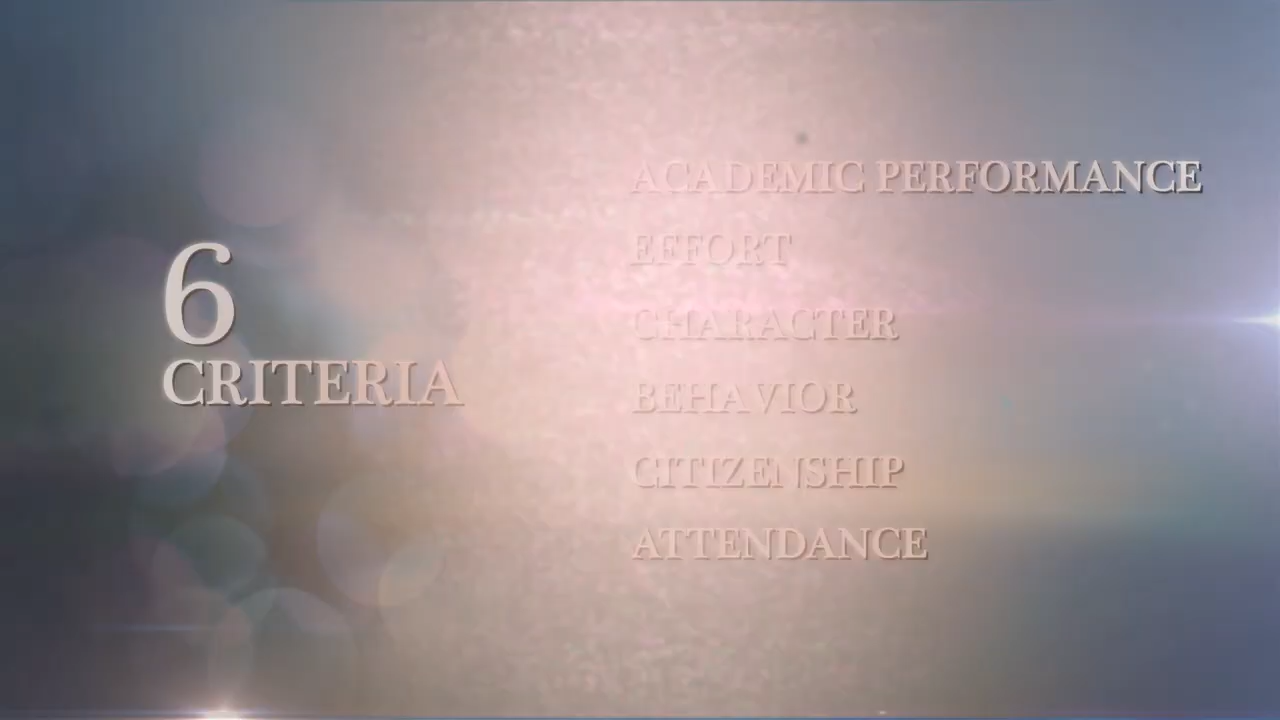 6
CRITERIA
ACADEMIC PERFORMANCE
EFFORT
CHARACTER
BEHAVIOR
CITIZENSHIP
ATTENDANCE